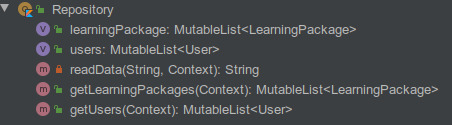 Repository
learningPackage: MutableList<LearningPackage>
users: MutableList<User>
readData(String, Context): String
getLearningPackages(Context): MutableList<LearningPackage>
getUsers(Context): MutableList<User>